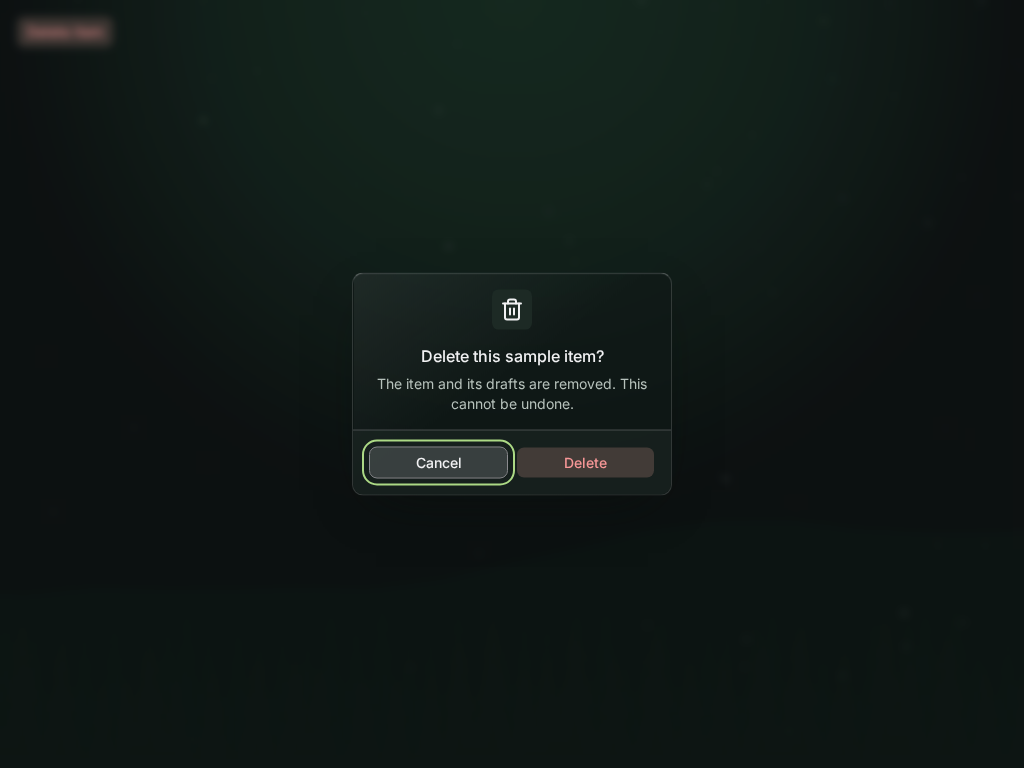 Delete this sample item?
The item and its drafts are removed. This
cannot be undone.
Cancel
Delete